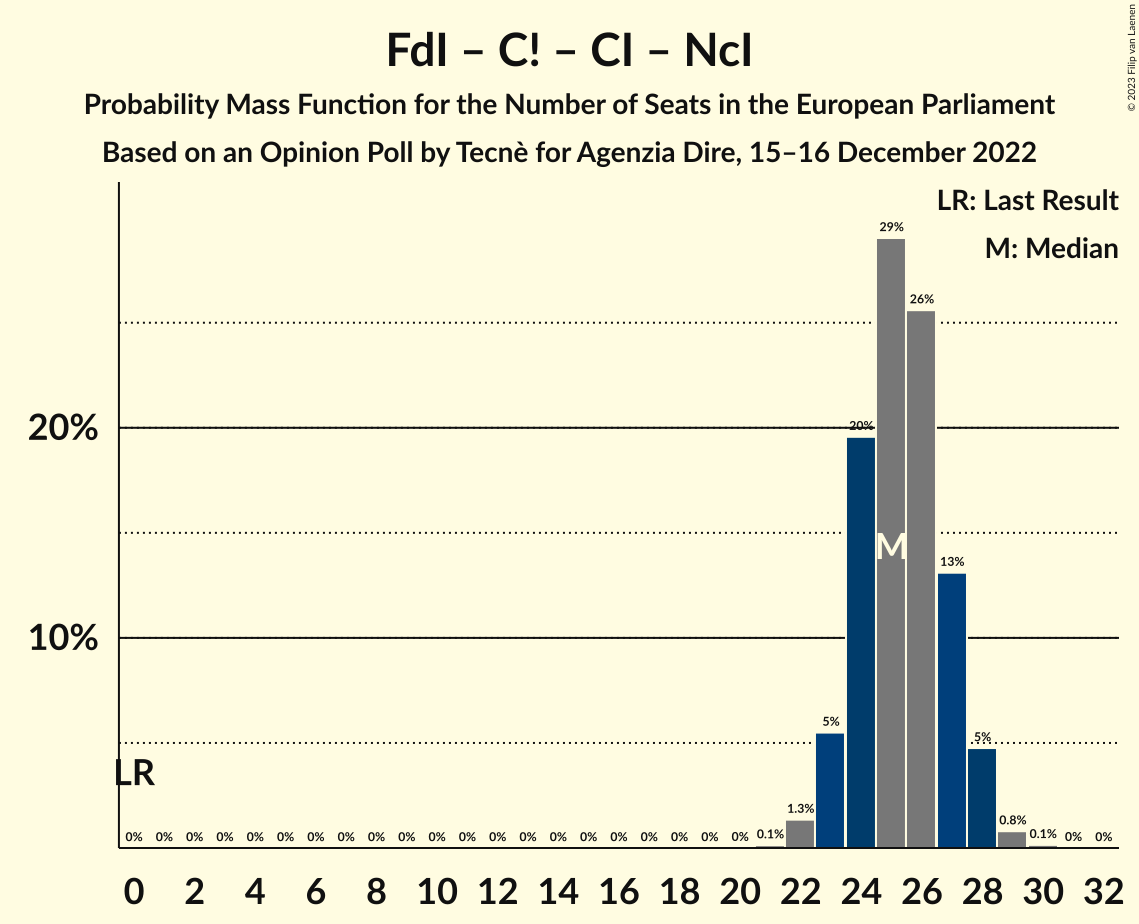 FdI – C! – CI – NcI
Probability Mass Function for the Number of Seats in the European Parliament
Based on an Opinion Poll by Tecnè for Agenzia Dire, 15–16 December 2022
© 2023 Filip van Laenen
LR: Last Result
M: Median
29%
26%
20%
20%
M
13%
10%
5%
5%
LR
1.3%
0.8%
0% 0% 0% 0% 0% 0% 0% 0% 0% 0% 0% 0% 0% 0% 0% 0% 0% 0% 0% 0% 0% 0.1% 0.1% 0% 0%
0 2 4 6 8 10 12 14 16 18 20 22 24 26 28 30 32